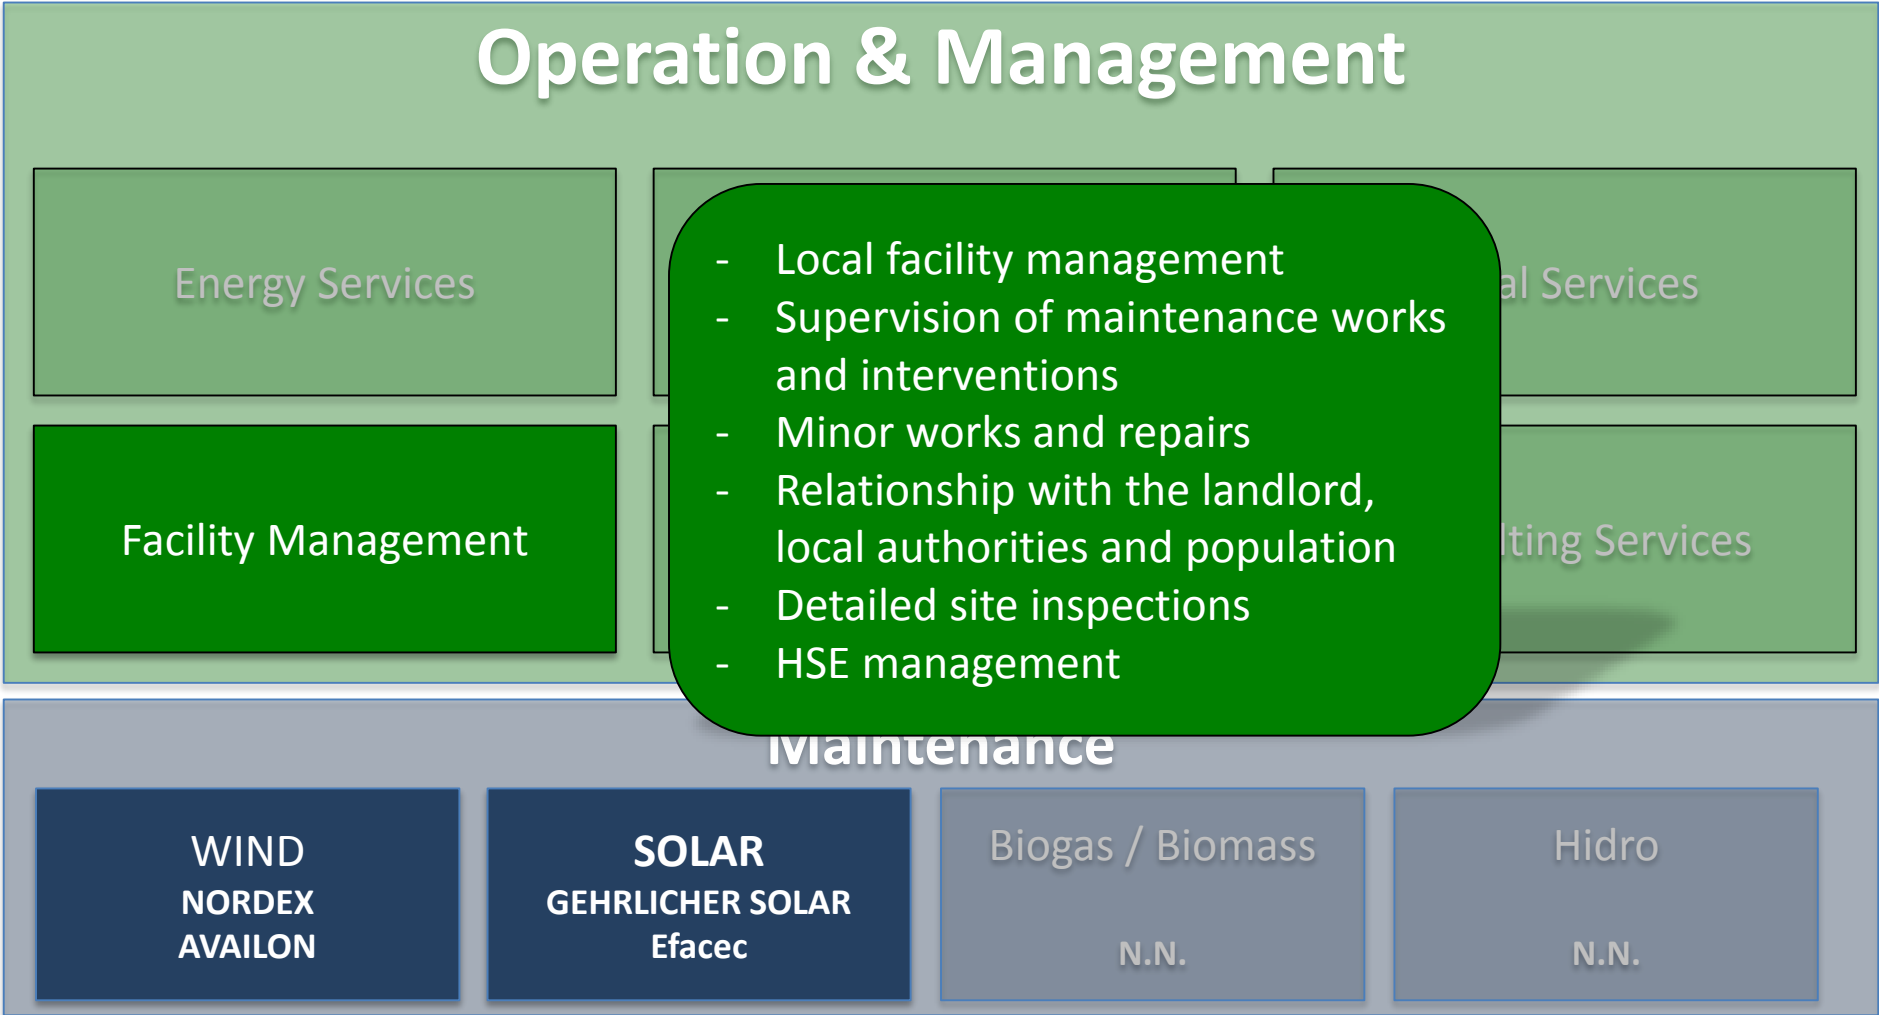 Operation & Management
Energy Services
- Local facility management
- Supervision of maintenance works
and interventions
- Minor works and repairs
- Relationship with the landlord,
local authorities and population
- Detailed site inspections
- HSE management
Services
Facility Management
Services
Maintenance
WIND
NORDEX
AVAILON
SOLAR
GEHRLICHER SOLAR
Efacec
Biogas / Biomass
N.N.
Hidro
N.N.